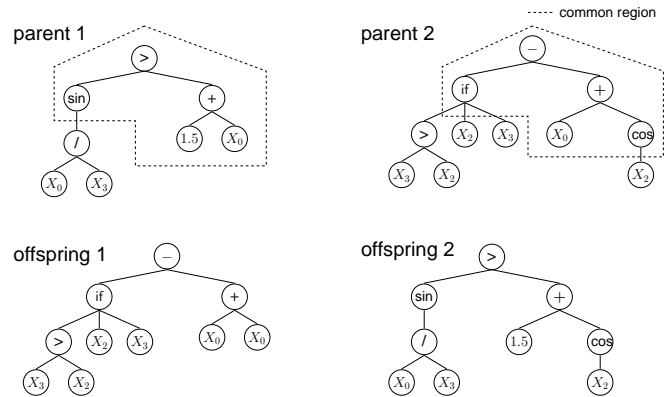 common region
parent 1
parent 2
>
sin
+
/
1.5
X₀
X₀
X₃
−
if
+
>
X₂
X₃
X₀
cos
X₃
X₂
X₂
offspring 1
offspring 2
−
if
+
>
X₂
X₃
X₀
X₀
X₃
X₂
>
sin
+
/
1.5
cos
X₀
X₃
X₂